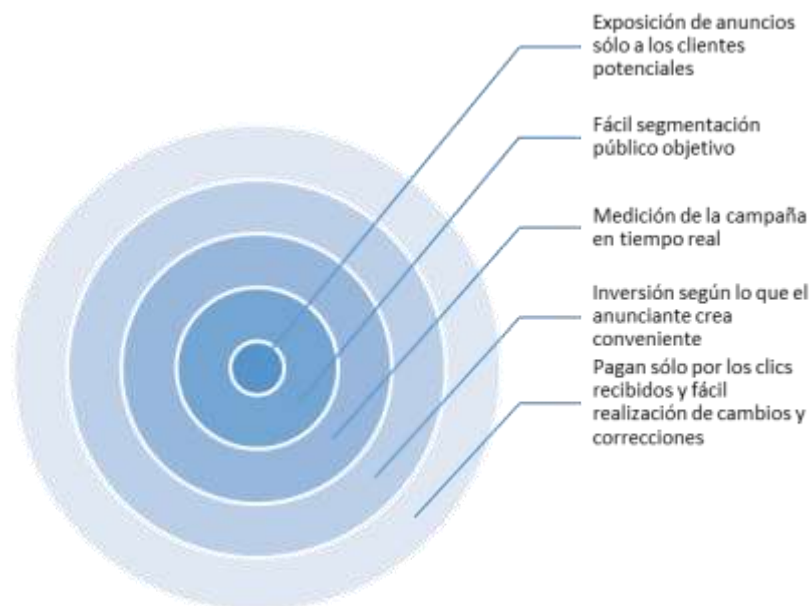 Exposición de anuncios
sólo a los clientes
potenciales
Fácil segmentación
público objetivo
Medición de la campaña
en tiempo real
Inversión según lo que el
anunciante crea
conveniente
Pagan sólo por los clics
recibidos y fácil
realización de cambios y
correcciones